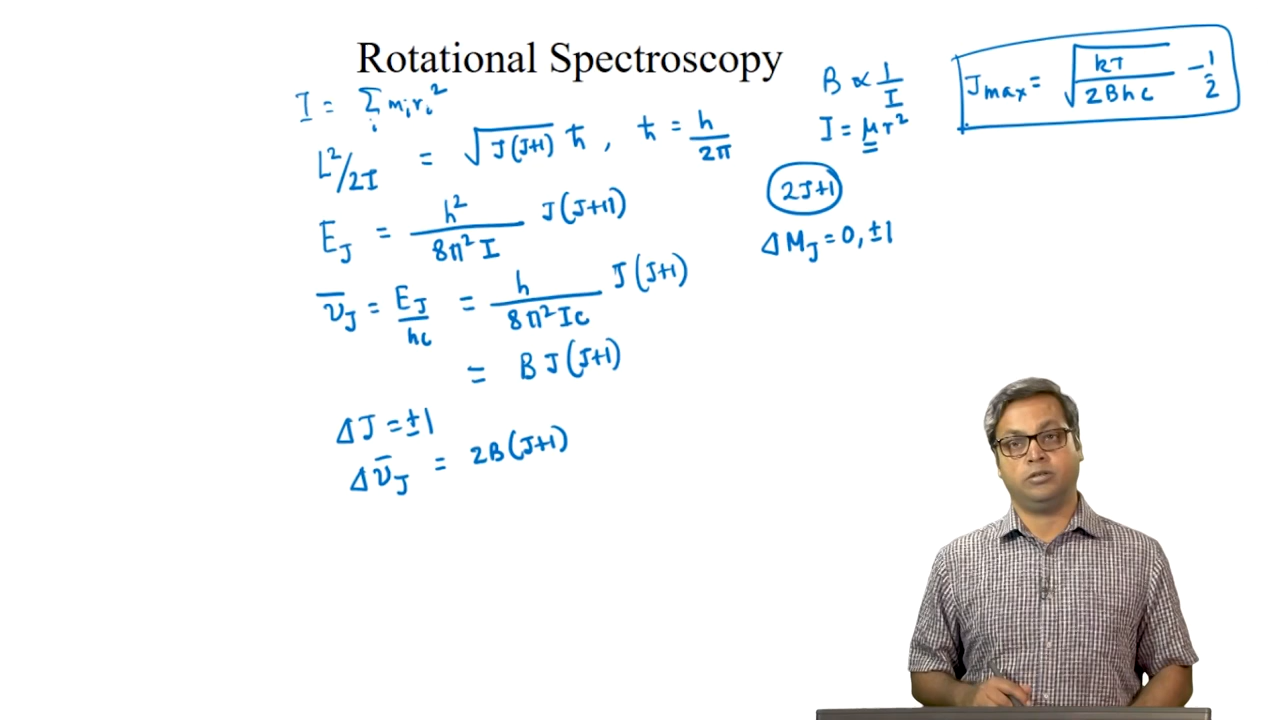 Rotational Spectroscopy
I = Σᵢ mᵢrᵢ²
L²/2I = √(J(J+1)) ħ , ħ = h/2π
E_J = h²/8π²I J(J+1)
ν̄_J = E_J/hc = h/8π²Ic J(J+1)
= B J(J+1)
ΔJ = ±1
Δν̄_J = 2B(J+1)
B ∝ 1/I
I = μr²
2J+1
ΔM_J = 0, ±1
J_max = √(kT/2Bhc) - 1/2